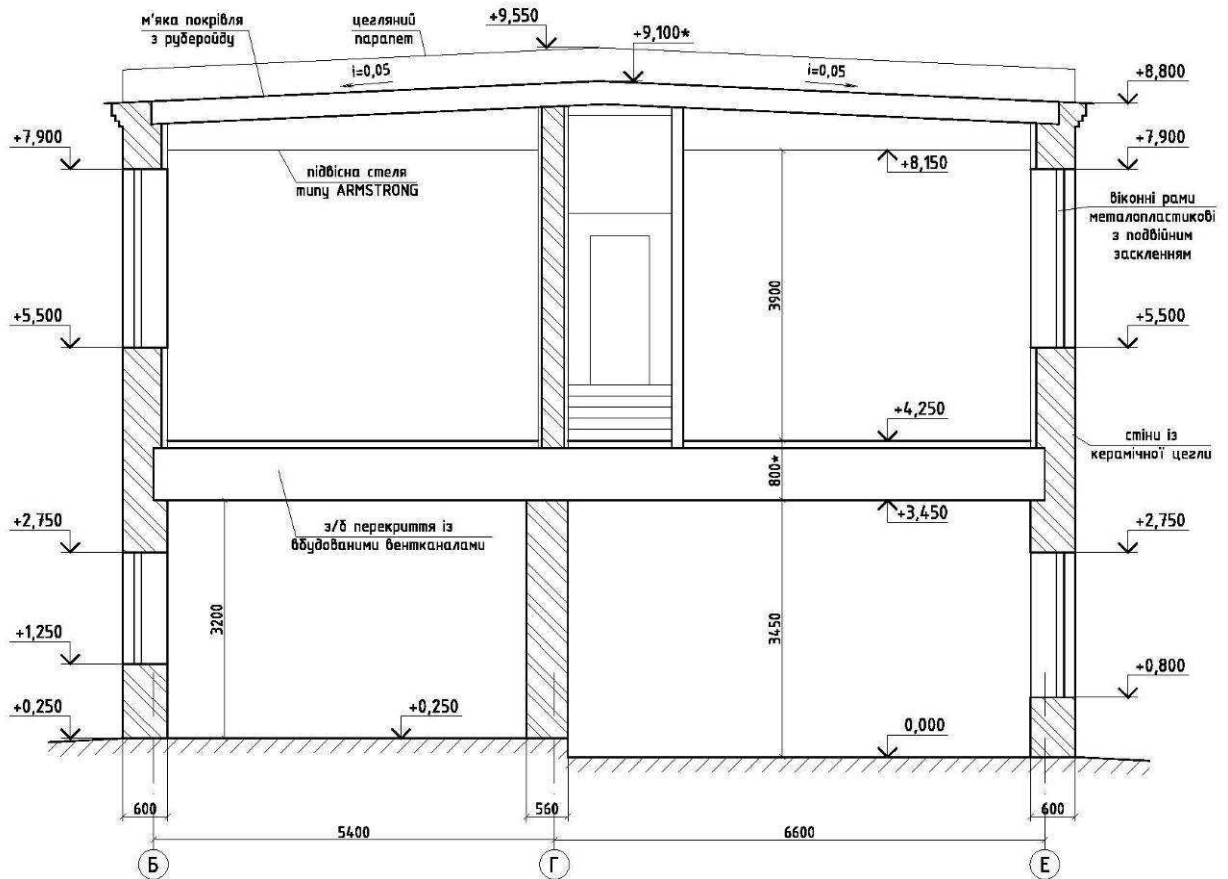 м'яка покрівля
з руберойду
цегляний
парапет
+9,550
+9,100*
i=0,05
i=0,05
+8,800
+7,900
+7,900
підвісна стеля
типу ARMSTRONG
+8,150
віконні рами
металопластикові
з подвійним
заскленням
3900
+5,500
+5,500
+4,250
стіни із
керамічної цегли
800*
+3,450
+2,750
+2,750
з/б перекриття із
вбудованими вентканалами
3200
3450
+1,250
+0,800
+0,250
+0,250
0,000
600
560
600
5400
6600
Б
Г
Е